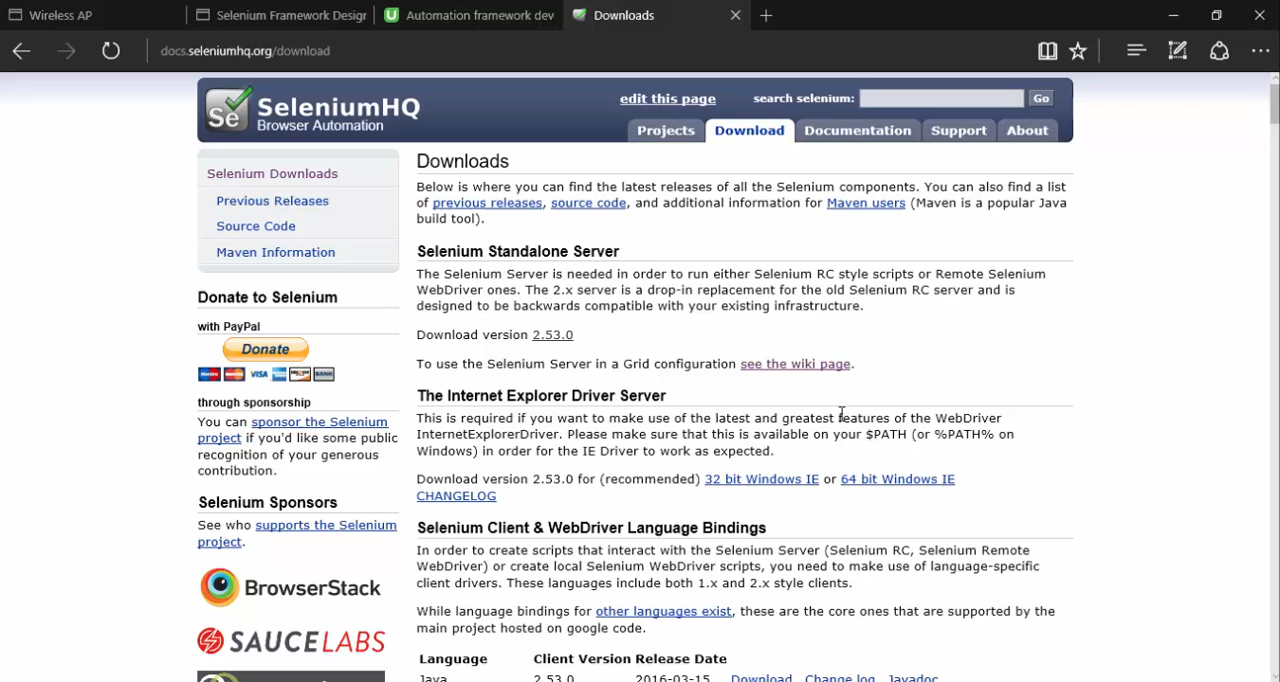 Wireless AP
Selenium Framework Design
Automation framework dev
Downloads
docs.seleniumhq.org/download
Se
SeleniumHQ
Browser Automation
edit this page
search selenium:
Go
Projects
Download
Documentation
Support
About
Selenium Downloads
Previous Releases
Source Code
Maven Information
Donate to Selenium
with PayPal
Donate
VISA
BANK
through sponsorship
You can sponsor the Selenium
project if you'd like some public
recognition of your generous
contribution.
Selenium Sponsors
See who supports the Selenium
project.
BrowserStack
SAUCELABS
Downloads
Below is where you can find the latest releases of all the Selenium components. You can also find a list
of previous releases, source code, and additional information for Maven users (Maven is a popular Java
build tool).
Selenium Standalone Server
The Selenium Server is needed in order to run either Selenium RC style scripts or Remote Selenium
WebDriver ones. The 2.x server is a drop-in replacement for the old Selenium RC server and is
designed to be backwards compatible with your existing infrastructure.
Download version 2.53.0
To use the Selenium Server in a Grid configuration see the wiki page.
The Internet Explorer Driver Server
This is required if you want to make use of the latest and greatest features of the WebDriver
InternetExplorerDriver. Please make sure that this is available on your $PATH (or %PATH% on
Windows) in order for the IE Driver to work as expected.
Download version 2.53.0 for (recommended) 32 bit Windows IE or 64 bit Windows IE
CHANGELOG
Selenium Client & WebDriver Language Bindings
In order to create scripts that interact with the Selenium Server (Selenium RC, Selenium Remote
WebDriver) or create local Selenium WebDriver scripts, you need to make use of language-specific
client drivers. These languages include both 1.x and 2.x style clients.
While language bindings for other languages exist, these are the core ones that are supported by the
main project hosted on google code.
Language Client Version Release Date
Java 2.53.0 2016-03-15 Download Change log Javadoc